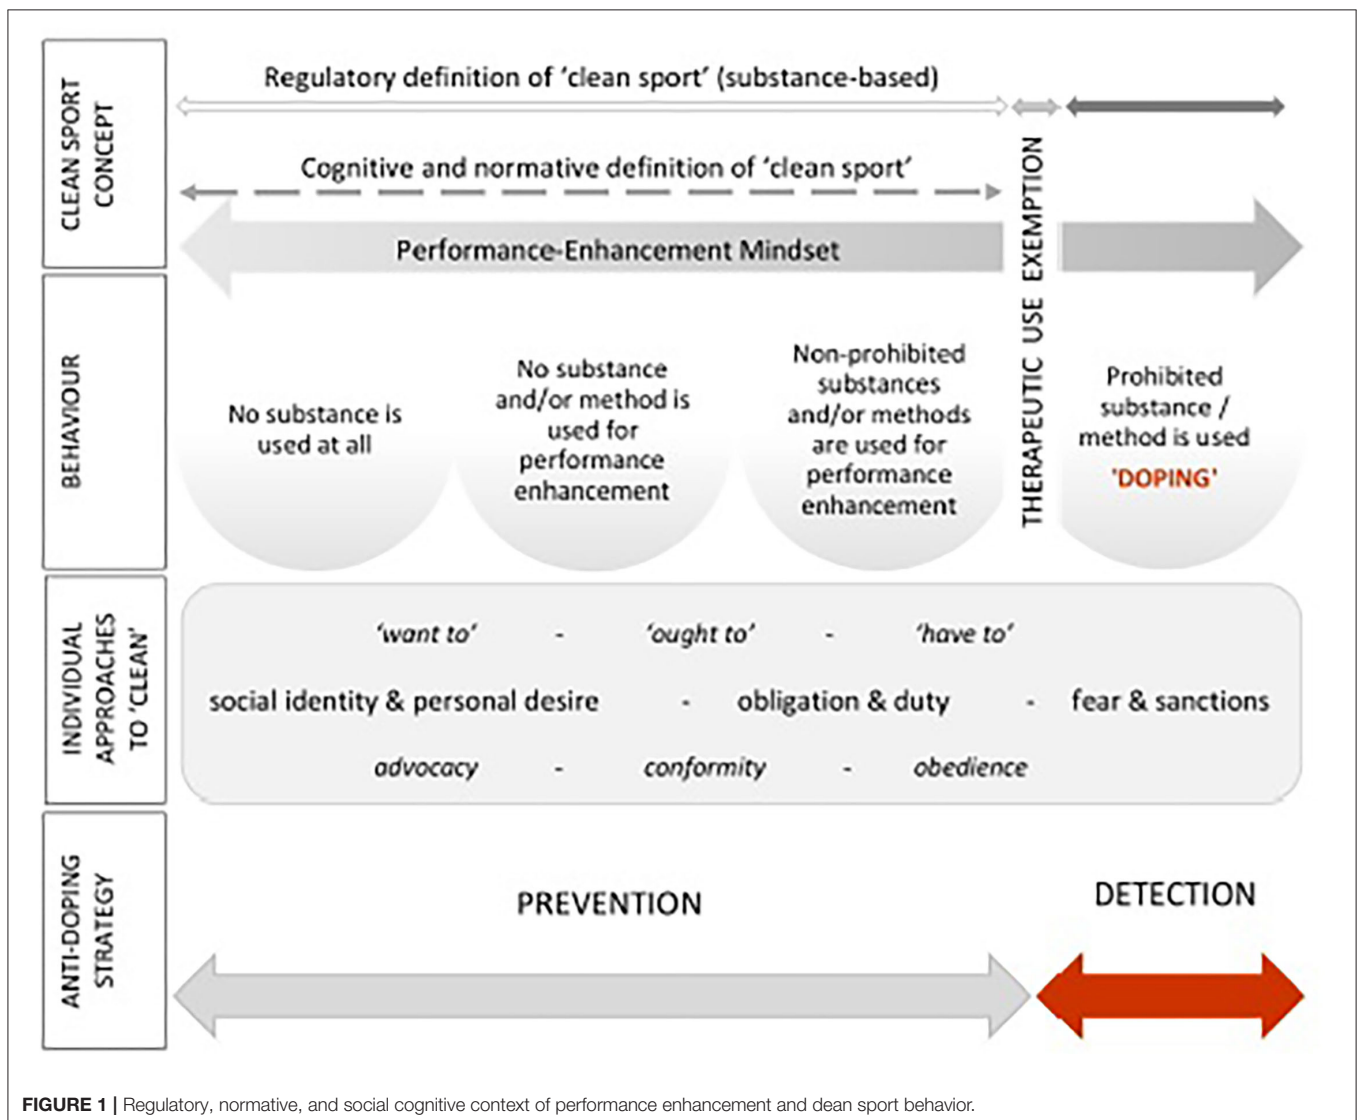 CLEAN SPORT
CONCEPT
Regulatory definition of 'clean sport' (substance-based)
Cognitive and normative definition of 'clean sport'
Performance-Enhancement Mindset
THERAPEUTIC USE EXEMPTION
BEHAVIOUR
No substance is
used at all
No substance
and/or method is
used for
performance
enhancement
Non-prohibited
substances
and/or methods
are used for
performance
enhancement
Prohibited
substance /
method is used
'DOPING'
INDIVIDUAL
APPROACHES
TO 'CLEAN'
'want to' - 'ought to' - 'have to'
social identity & personal desire - obligation & duty - fear & sanctions
advocacy - conformity - obedience
ANTI-DOPING
STRATEGY
PREVENTION
DETECTION
FIGURE 1 | Regulatory, normative, and social cognitive context of performance enhancement and dean sport behavior.